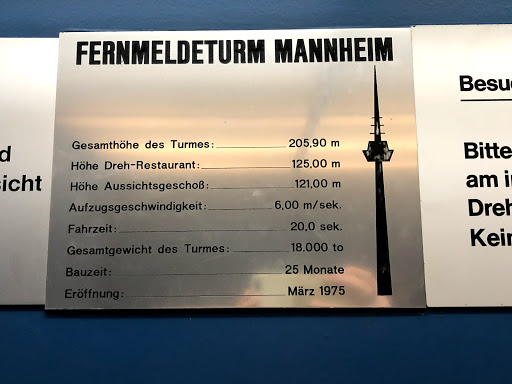 FERNMELDETURM MANNHEIM
Gesamthöhe des Turmes: 205,90 m
Höhe Dreh-Restaurant: 125,00 m
Höhe Aussichtsgeschoß: 121,00 m
Aufzugsgeschwindigkeit: 6,00 m/sek.
Fahrzeit: 20,0 sek.
Gesamtgewicht des Turmes: 18.000 to
Bauzeit: 25 Monate
Eröffnung: März 1975
d
sicht
Besu
Bitte
am i
Dreh
Kein